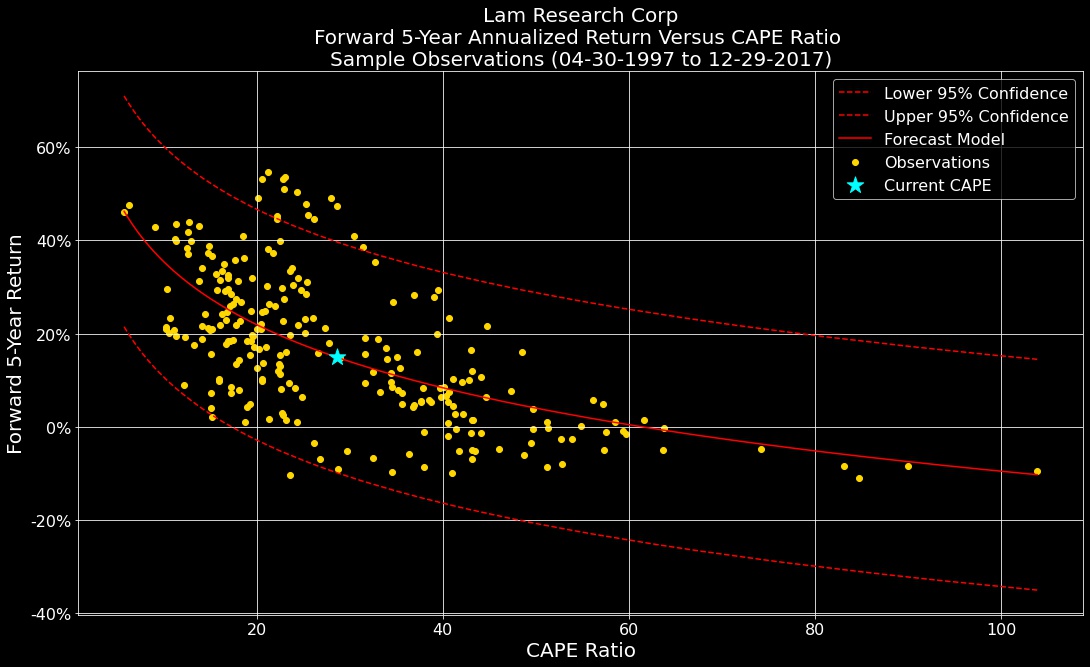 Lam Research Corp
Forward 5-Year Annualized Return Versus CAPE Ratio
Sample Observations (04-30-1997 to 12-29-2017)
Lower 95% Confidence
Upper 95% Confidence
Forecast Model
Observations
Current CAPE
Forward 5-Year Return
60%
40%
20%
0%
-20%
-40%
20
40
60
80
100
CAPE Ratio